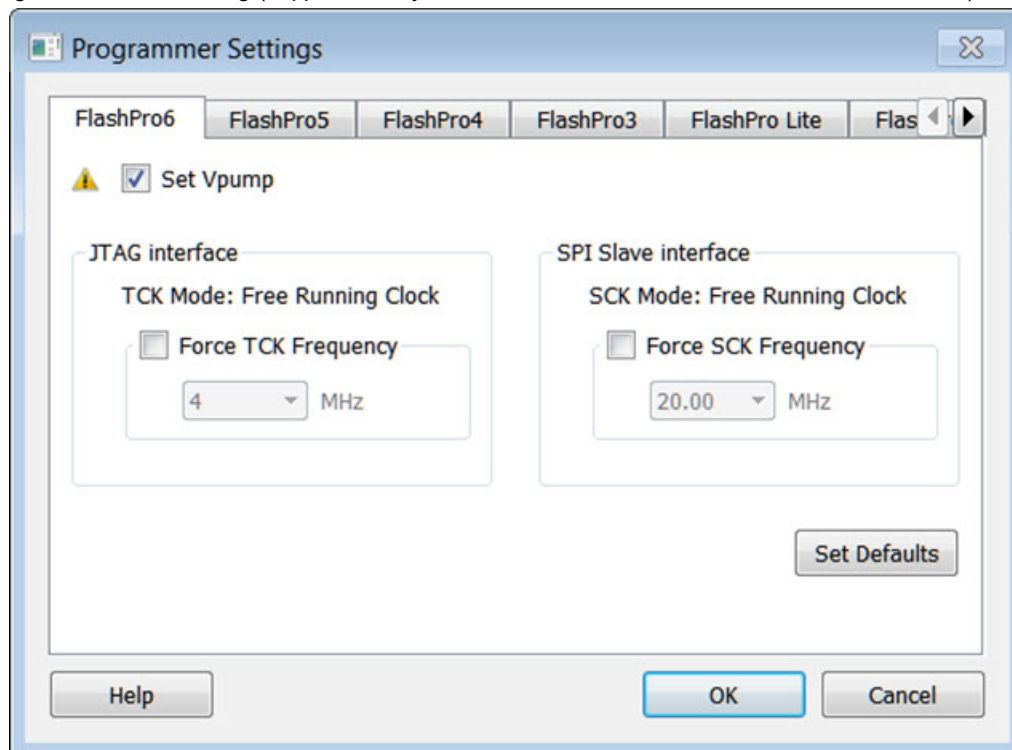 Programmer Settings
FlashPro6 FlashPro5 FlashPro4 FlashPro3 FlashPro Lite Flas
Set Vpump
JTAG interface SPI Slave interface
TCK Mode: Free Running Clock SCK Mode: Free Running Clock
Force TCK Frequency Force SCK Frequency
4 MHz 20.00 MHz
Set Defaults
Help OK Cancel